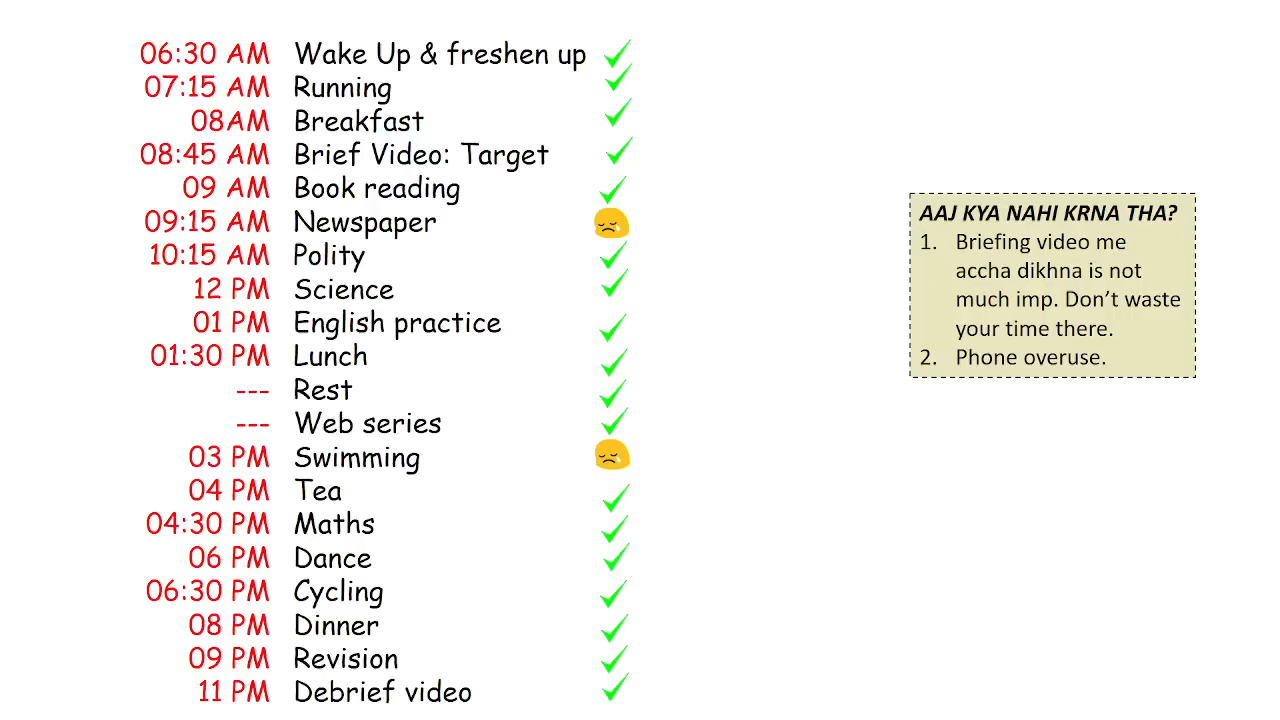 06:30 AM Wake Up & freshen up
07:15 AM Running
08AM Breakfast
08:45 AM Brief Video: Target
09 AM Book reading
09:15 AM Newspaper
10:15 AM Polity
12 PM Science
01 PM English practice
01:30 PM Lunch
--- Rest
--- Web series
03 PM Swimming
04 PM Tea
04:30 PM Maths
06 PM Dance
06:30 PM Cycling
08 PM Dinner
09 PM Revision
11 PM Debrief video
AAJ KYA NAHI KRNA THA?
1. Briefing video me
accha dikhna is not
much imp. Don’t waste
your time there.
2. Phone overuse.